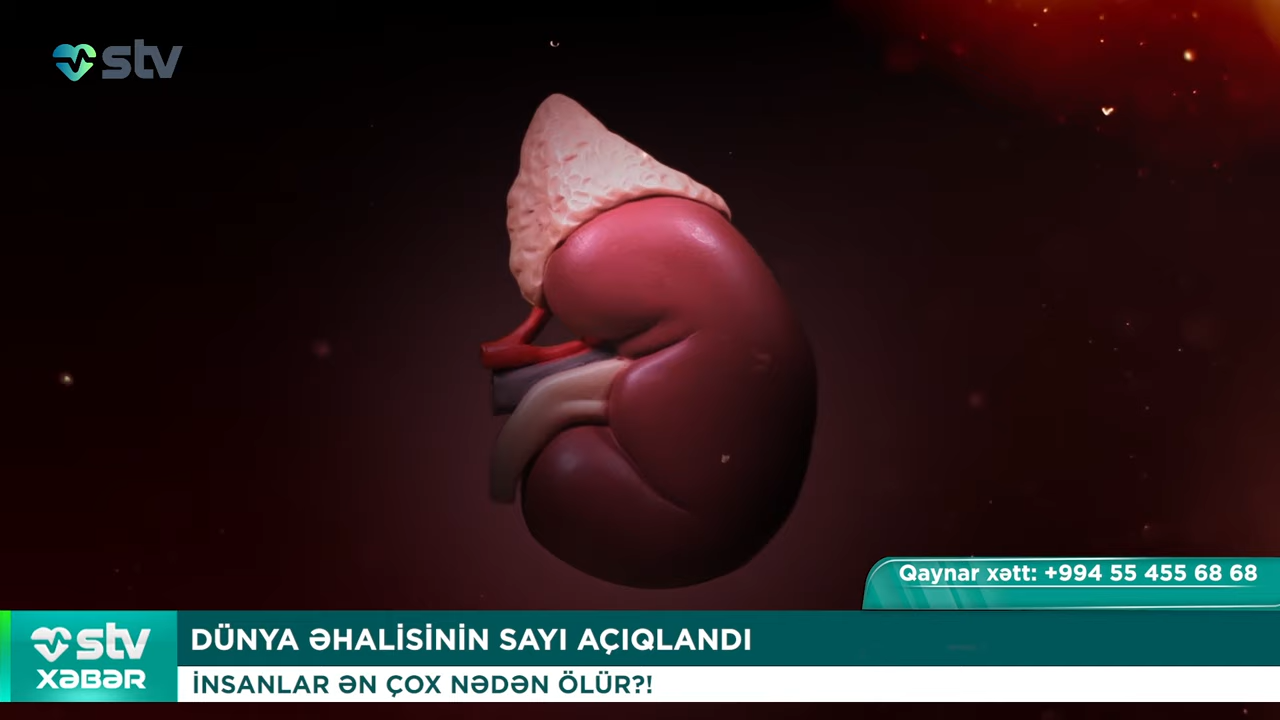 stv
Qaynar xətt: +994 55 455 68 68
stv
XƏBƏR
DÜNYA ƏHALİSİNİN SAYI AÇIQLANDI
İNSANLAR ƏN ÇOX NƏDƏN ÖLÜR?!